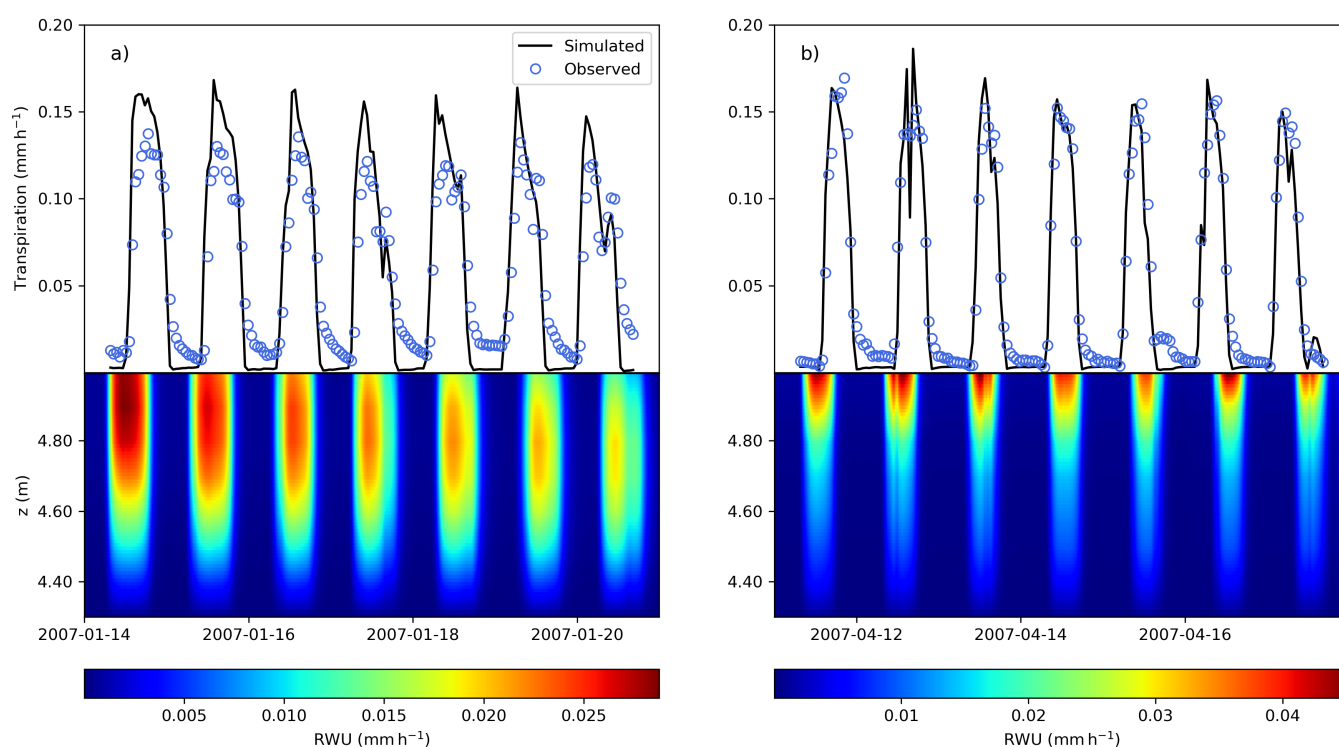 a)
Simulated
Observed
0.20
0.15
0.10
0.05
Transpiration (mm h⁻¹)
4.80
4.60
4.40
z (m)
2007-01-14 2007-01-16 2007-01-18 2007-01-20
0.005 0.010 0.015 0.020 0.025
RWU (mm h⁻¹)
b)
0.20
0.15
0.10
0.05
4.80
4.60
4.40
2007-04-12 2007-04-14 2007-04-16
0.01 0.02 0.03 0.04
RWU (mm h⁻¹)